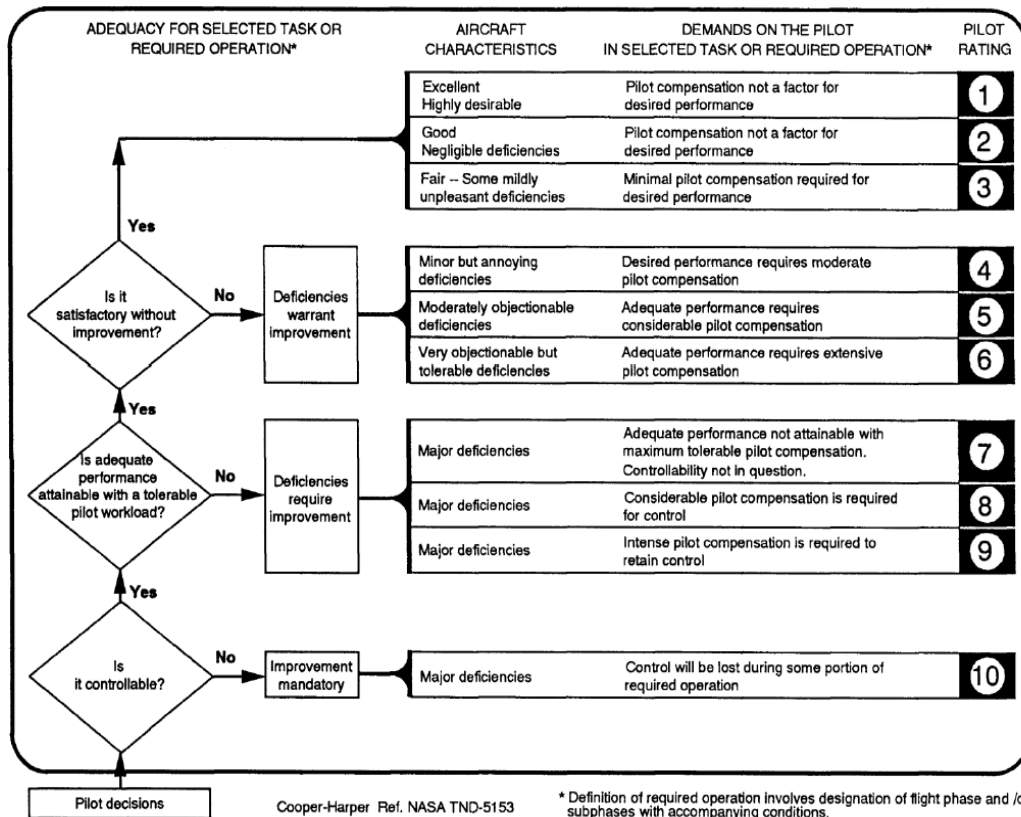 ADEQUACY FOR SELECTED TASK OR
REQUIRED OPERATION*
AIRCRAFT
CHARACTERISTICS
DEMANDS ON THE PILOT
IN SELECTED TASK OR REQUIRED OPERATION*
PILOT
RATING
Excellent
Highly desirable
Pilot compensation not a factor for
desired performance
1
Good
Negligible deficiencies
Pilot compensation not a factor for
desired performance
2
Fair -- Some mildly
unpleasant deficiencies
Minimal pilot compensation required for
desired performance
3
Yes
Is it
satisfactory without
improvement?
No
Deficiencies
warrant
improvement
Minor but annoying
deficiencies
Desired performance requires moderate
pilot compensation
4
Moderately objectionable
deficiencies
Adequate performance requires
considerable pilot compensation
5
Very objectionable but
tolerable deficiencies
Adequate performance requires extensive
pilot compensation
6
Yes
Is adequate
performance
attainable with a tolerable
pilot workload?
No
Deficiencies
require
improvement
Major deficiencies
Adequate performance not attainable with
maximum tolerable pilot compensation.
Controllability not in question.
7
Major deficiencies
Considerable pilot compensation is required
for control
8
Major deficiencies
Intense pilot compensation is required to
retain control
9
Yes
Is
it controllable?
No
Improvement
mandatory
Major deficiencies
Control will be lost during some portion of
required operation
10
Pilot decisions
Cooper-Harper Ref. NASA TND-5153
* Definition of required operation involves designation of flight phase and /o
subphases with accompanying conditions.